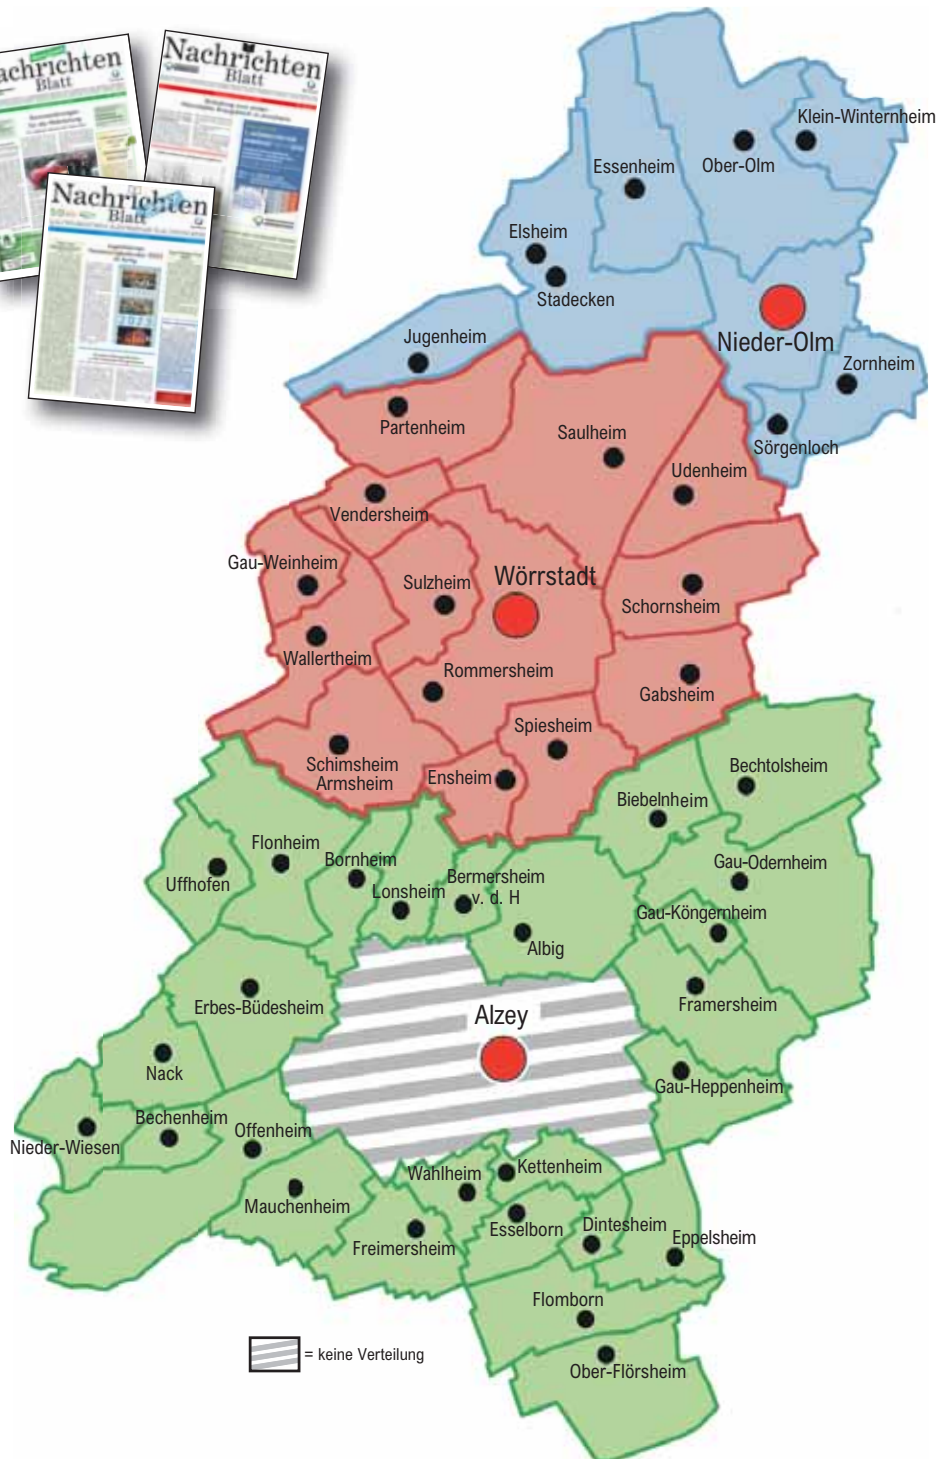 Nachrichten
Blatt
Nachrichten
Blatt
Nachrichten
Blatt
Klein-Winternheim
Ober-Olm
Essenheim
Elsheim
Stadecken
Nieder-Olm
Jugenheim
Zornheim
Partenheim
Saulheim
Sörgenloch
Udenheim
Vendersheim
Gau-Weinheim
Sulzheim
Wörrstadt
Schornsheim
Wallertheim
Rommersheim
Gabsheim
Spiesheim
Schimsheim
Armsheim
Ensheim
Bechtolsheim
Biebelnheim
Flonheim
Bornheim
Gau-Odernheim
Uffhofen
Lonsheim
Bermersheim
v. d. H
Gau-Köngernheim
Albig
Erbes-Büdesheim
Framersheim
Alzey
Nack
Gau-Heppenheim
Bechenheim
Offenheim
Nieder-Wiesen
Wahlheim
Kettenheim
Mauchenheim
Esselborn
Dintesheim
Eppelsheim
Freimersheim
Flomborn
= keine Verteilung
Ober-Flörsheim